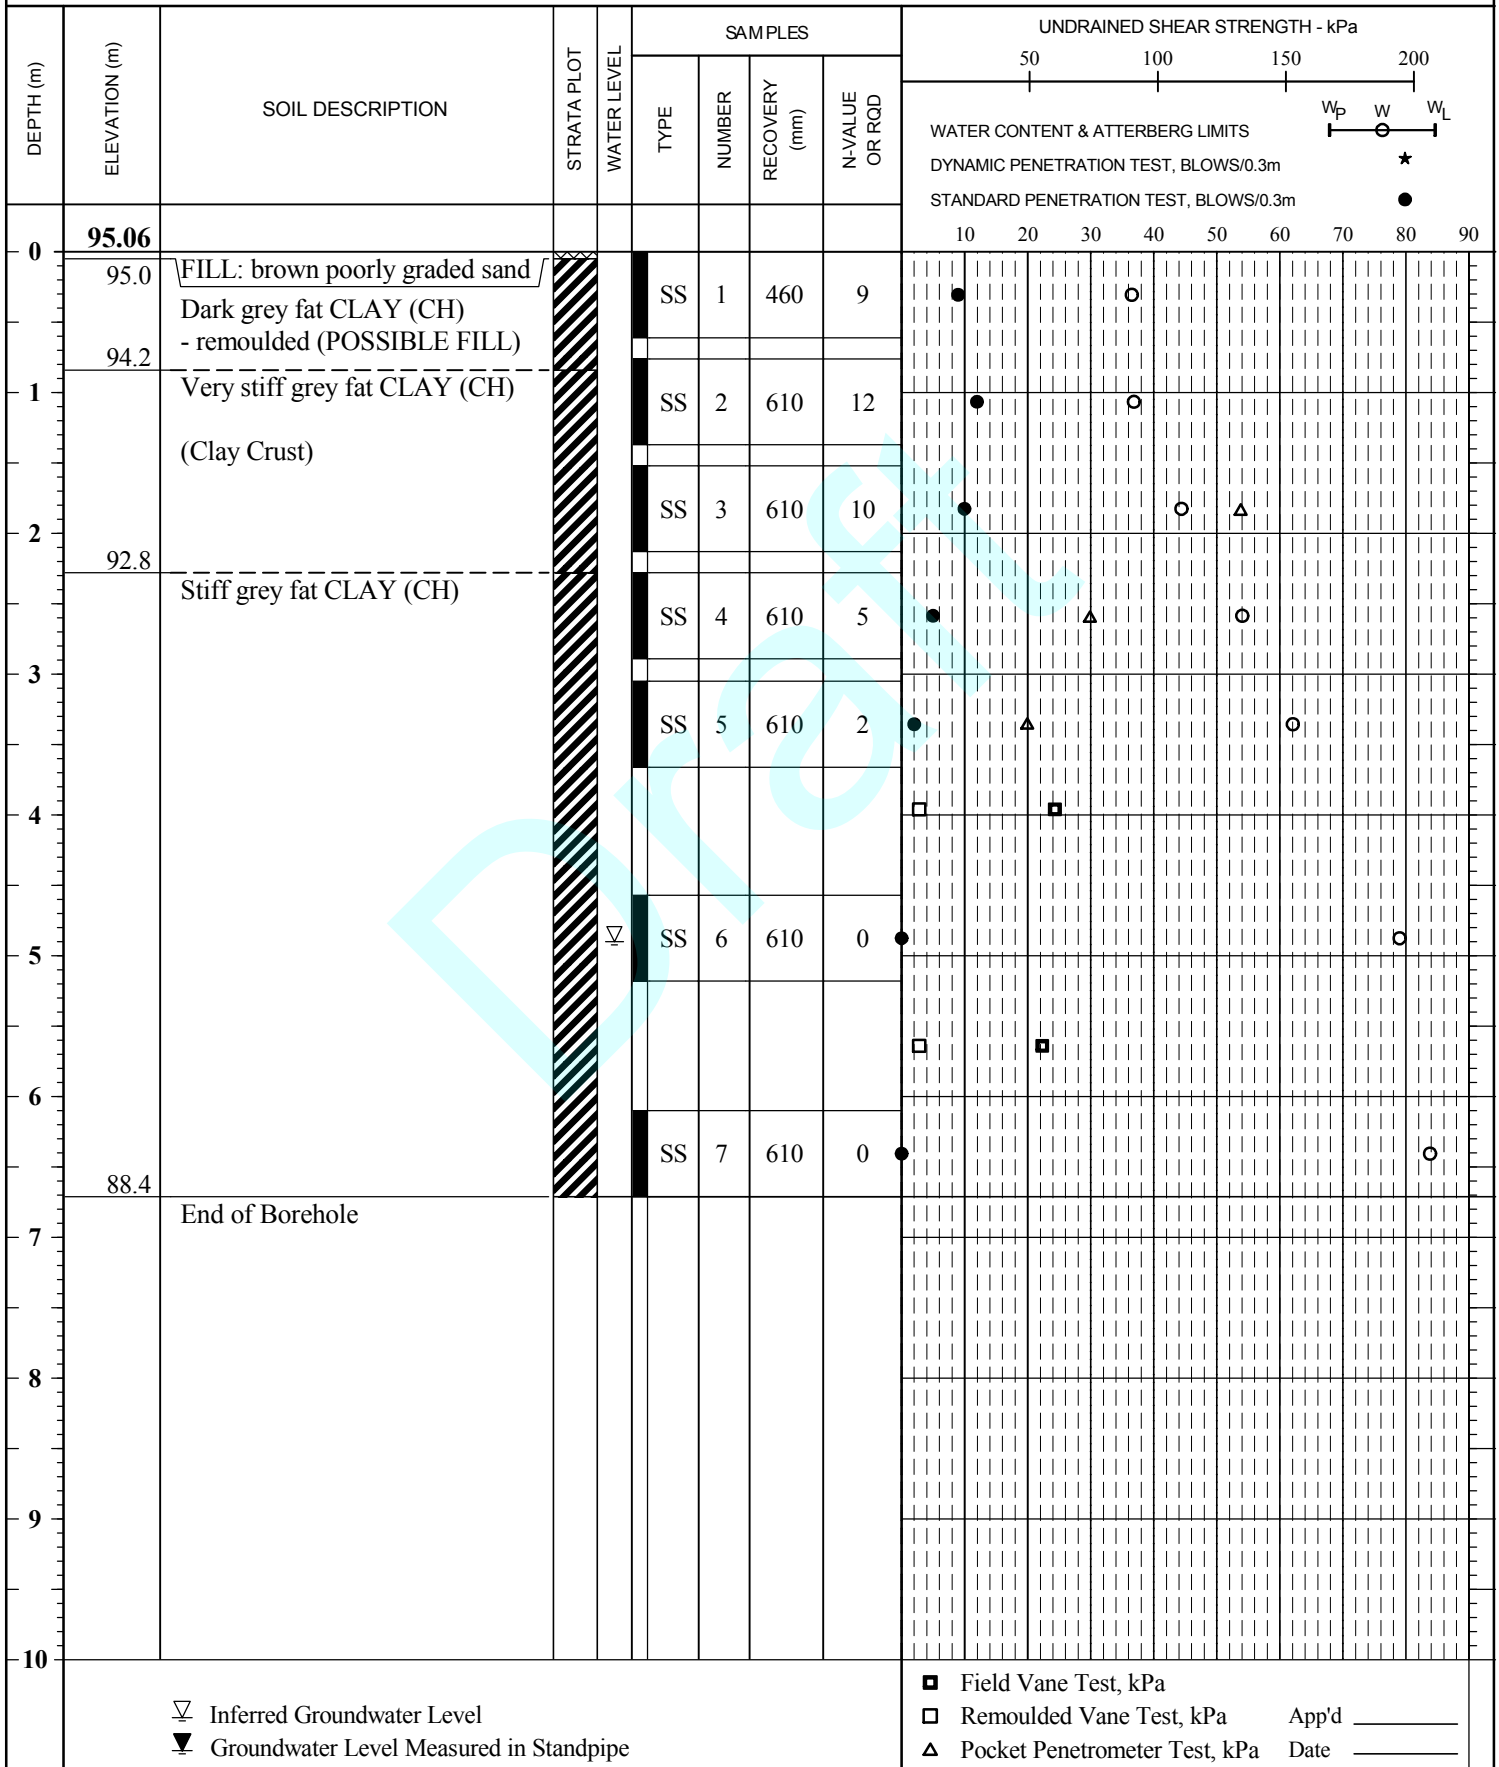 DEPTH (m)
ELEVATION (m)
SOIL DESCRIPTION
STRATA PLOT
WATER LEVEL
SAMPLES
TYPE
NUMBER
RECOVERY
(mm)
N-VALUE
OR RQD
UNDRAINED SHEAR STRENGTH - kPa
50 100 150 200
WATER CONTENT & ATTERBERG LIMITS
WP W WL
DYNAMIC PENETRATION TEST, BLOWS/0.3m ★
STANDARD PENETRATION TEST, BLOWS/0.3m ●
10 20 30 40 50 60 70 80 90
0 95.06
95.0 FILL: brown poorly graded sand
Dark grey fat CLAY (CH)
- remoulded (POSSIBLE FILL)
SS 1 460 9
94.2
Very stiff grey fat CLAY (CH)
1
SS 2 610 12
(Clay Crust)
SS 3 610 10
2
92.8
Stiff grey fat CLAY (CH)
SS 4 610 5
3
SS 5 610 2
4
SS 6 610 0
5
6
SS 7 610 0
88.4
End of Borehole
7
8
9
10
Draft
Inferred Groundwater Level
Groundwater Level Measured in Standpipe
Field Vane Test, kPa
Remoulded Vane Test, kPa App'd
Pocket Penetrometer Test, kPa Date